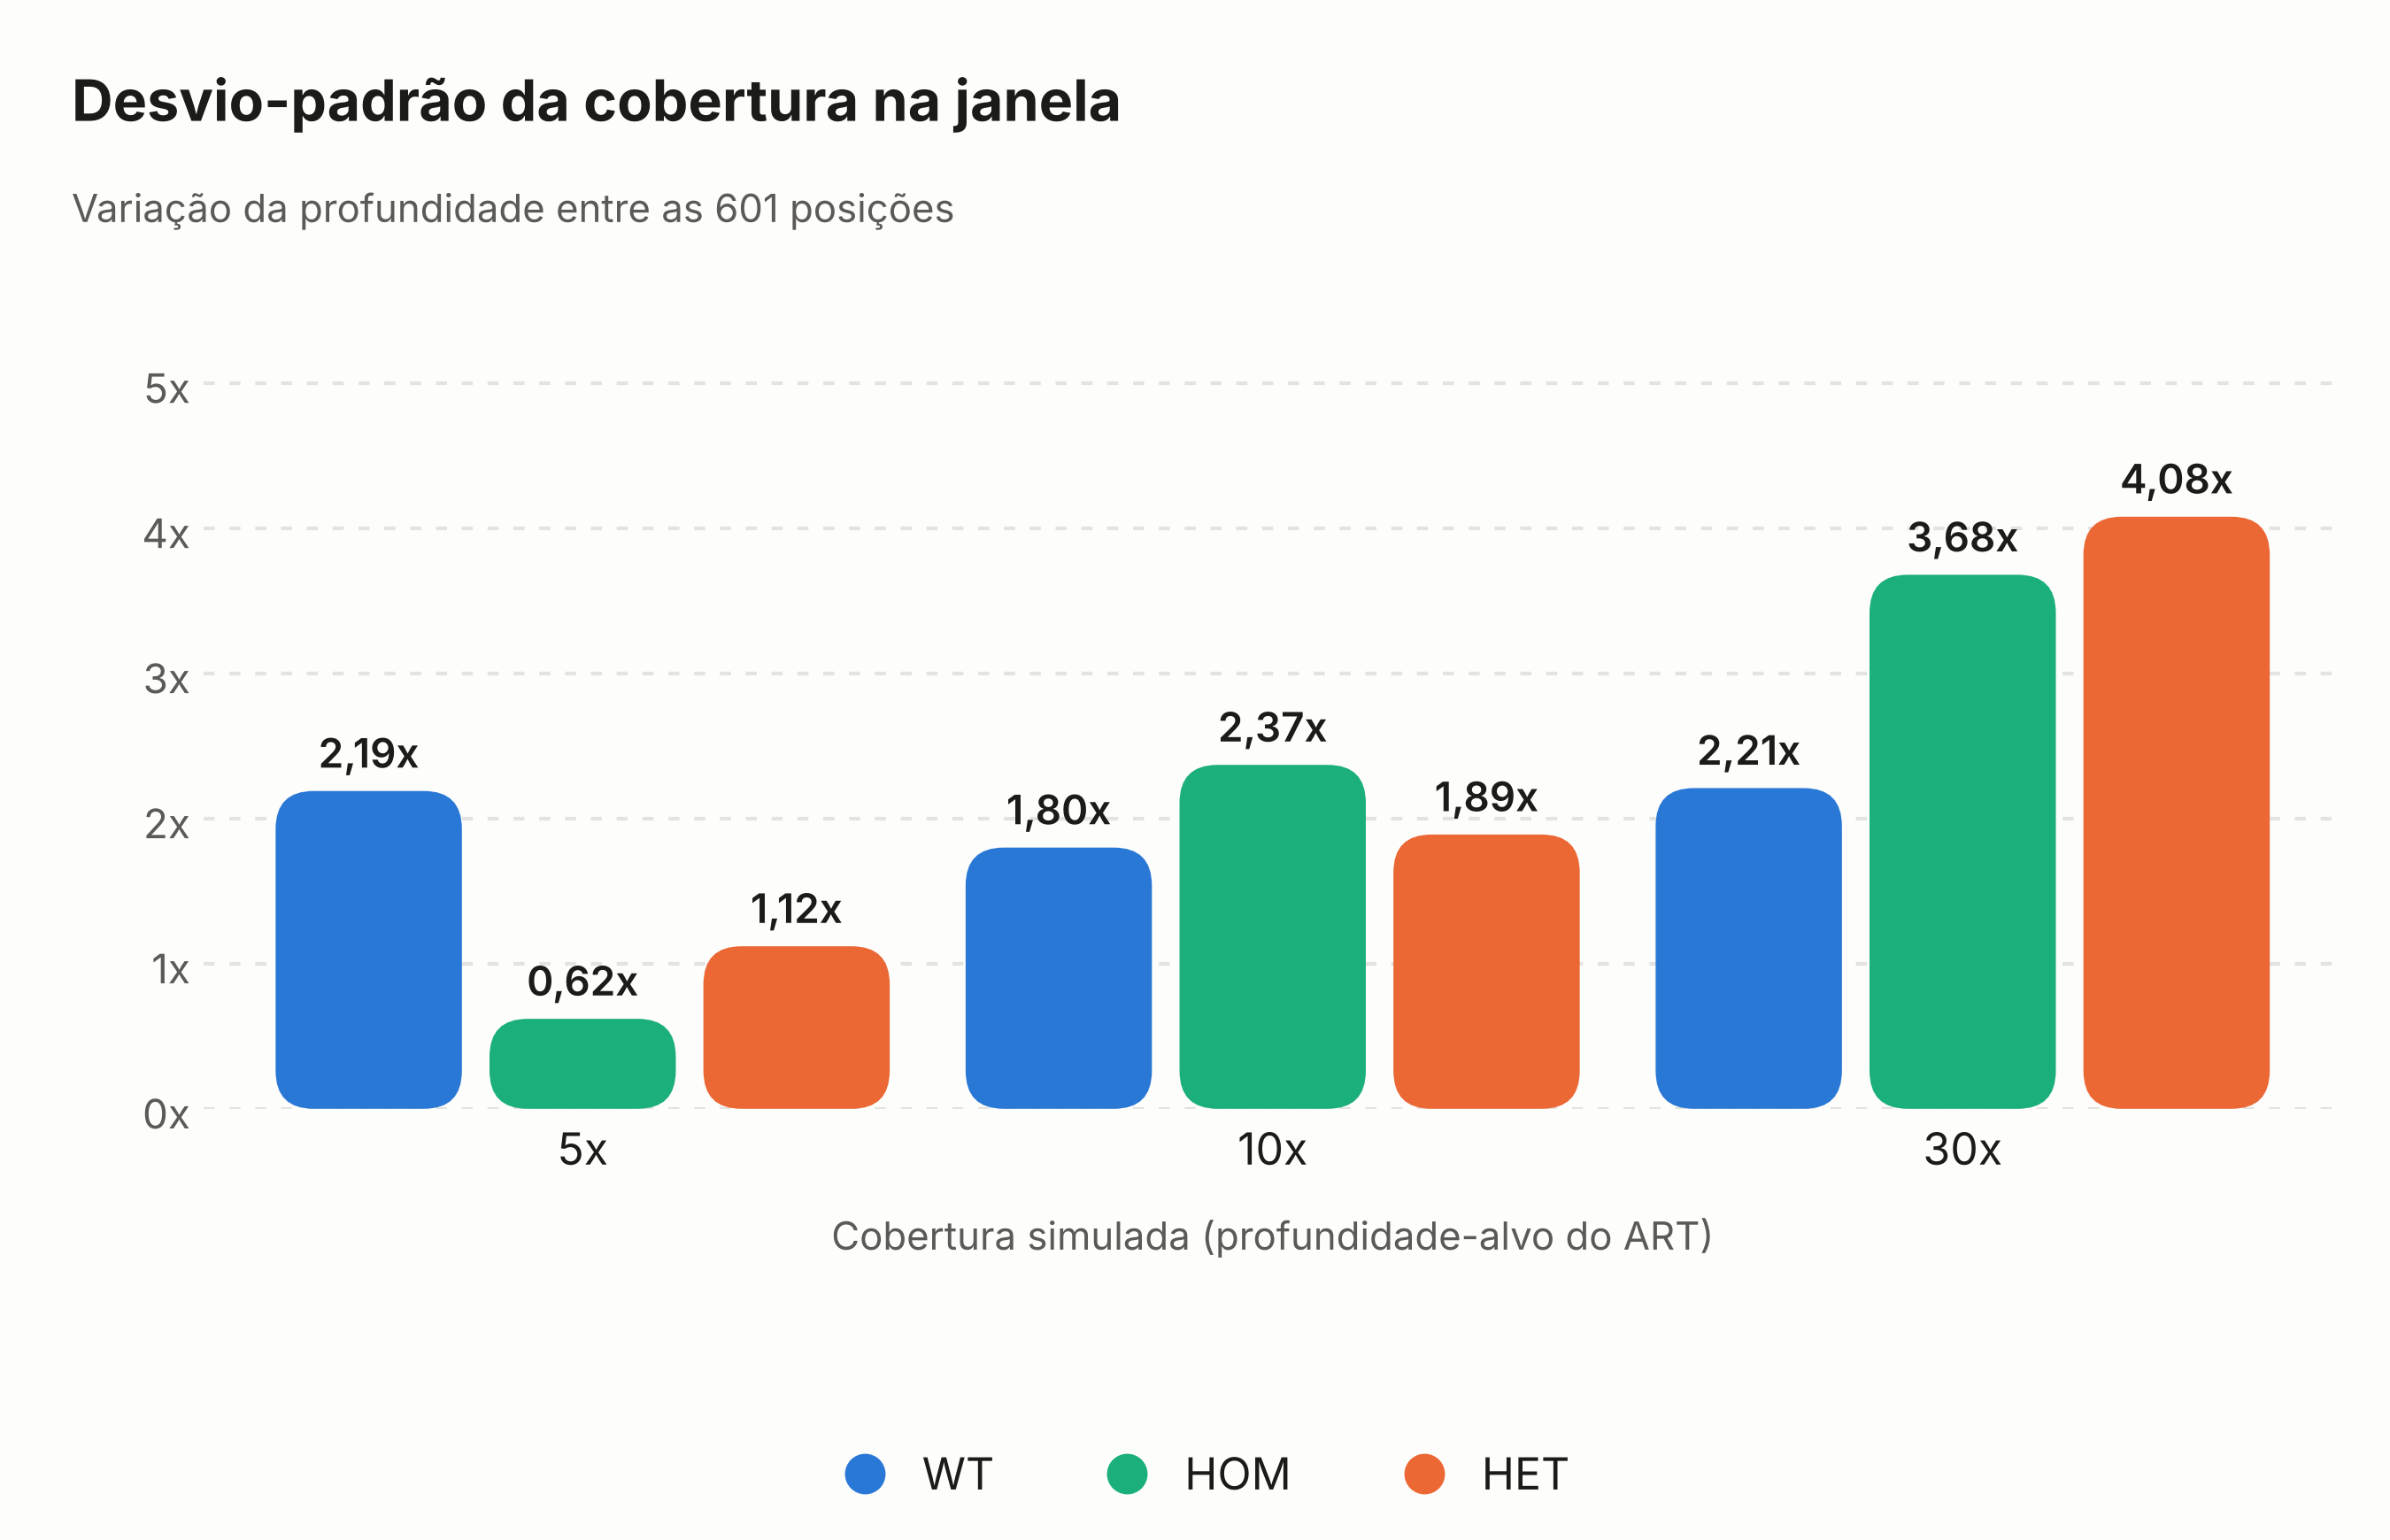 Desvio-padrão da cobertura na janela
Variação da profundidade entre as 601 posições
5x
4x
3x
2x
1x
0x
2,19x
0,62x
1,12x
1,80x
2,37x
1,89x
2,21x
3,68x
4,08x
5x 10x 30x
Cobertura simulada (profundidade-alvo do ART)
WT HOM HET